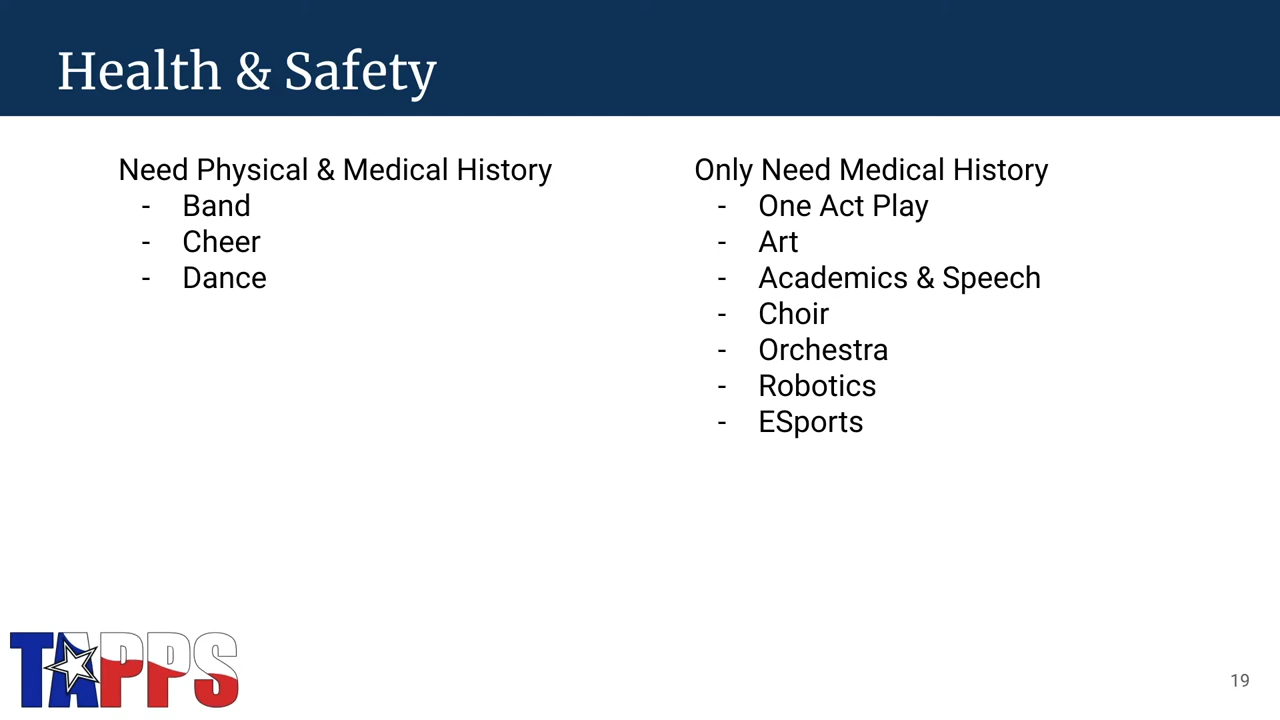 Health & Safety
Need Physical & Medical History
- Band
- Cheer
- Dance
Only Need Medical History
- One Act Play
- Art
- Academics & Speech
- Choir
- Orchestra
- Robotics
- ESports
TAPPS
19